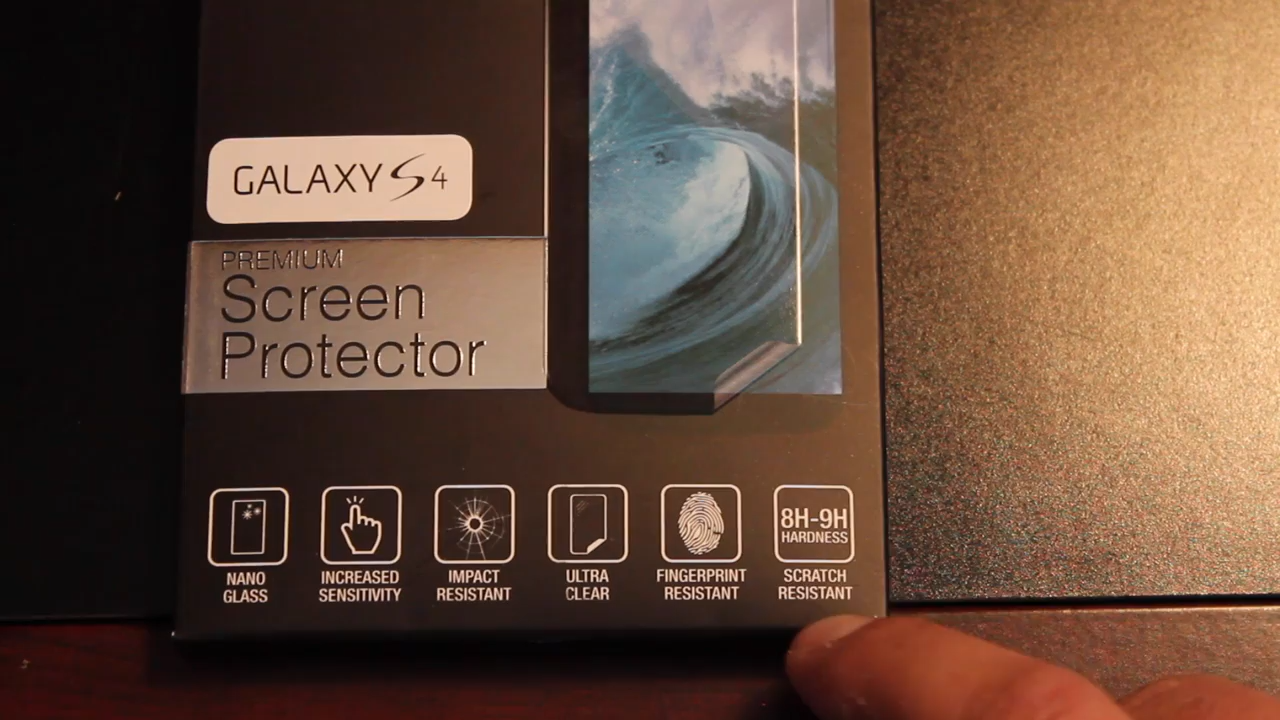 GALAXY S4
PREMIUM
Screen
Protector
8H-9H
HARDNESS
NANO
GLASS
INCREASED
SENSITIVITY
IMPACT
RESISTANT
ULTRA
CLEAR
FINGERPRINT
RESISTANT
SCRATCH
RESISTANT